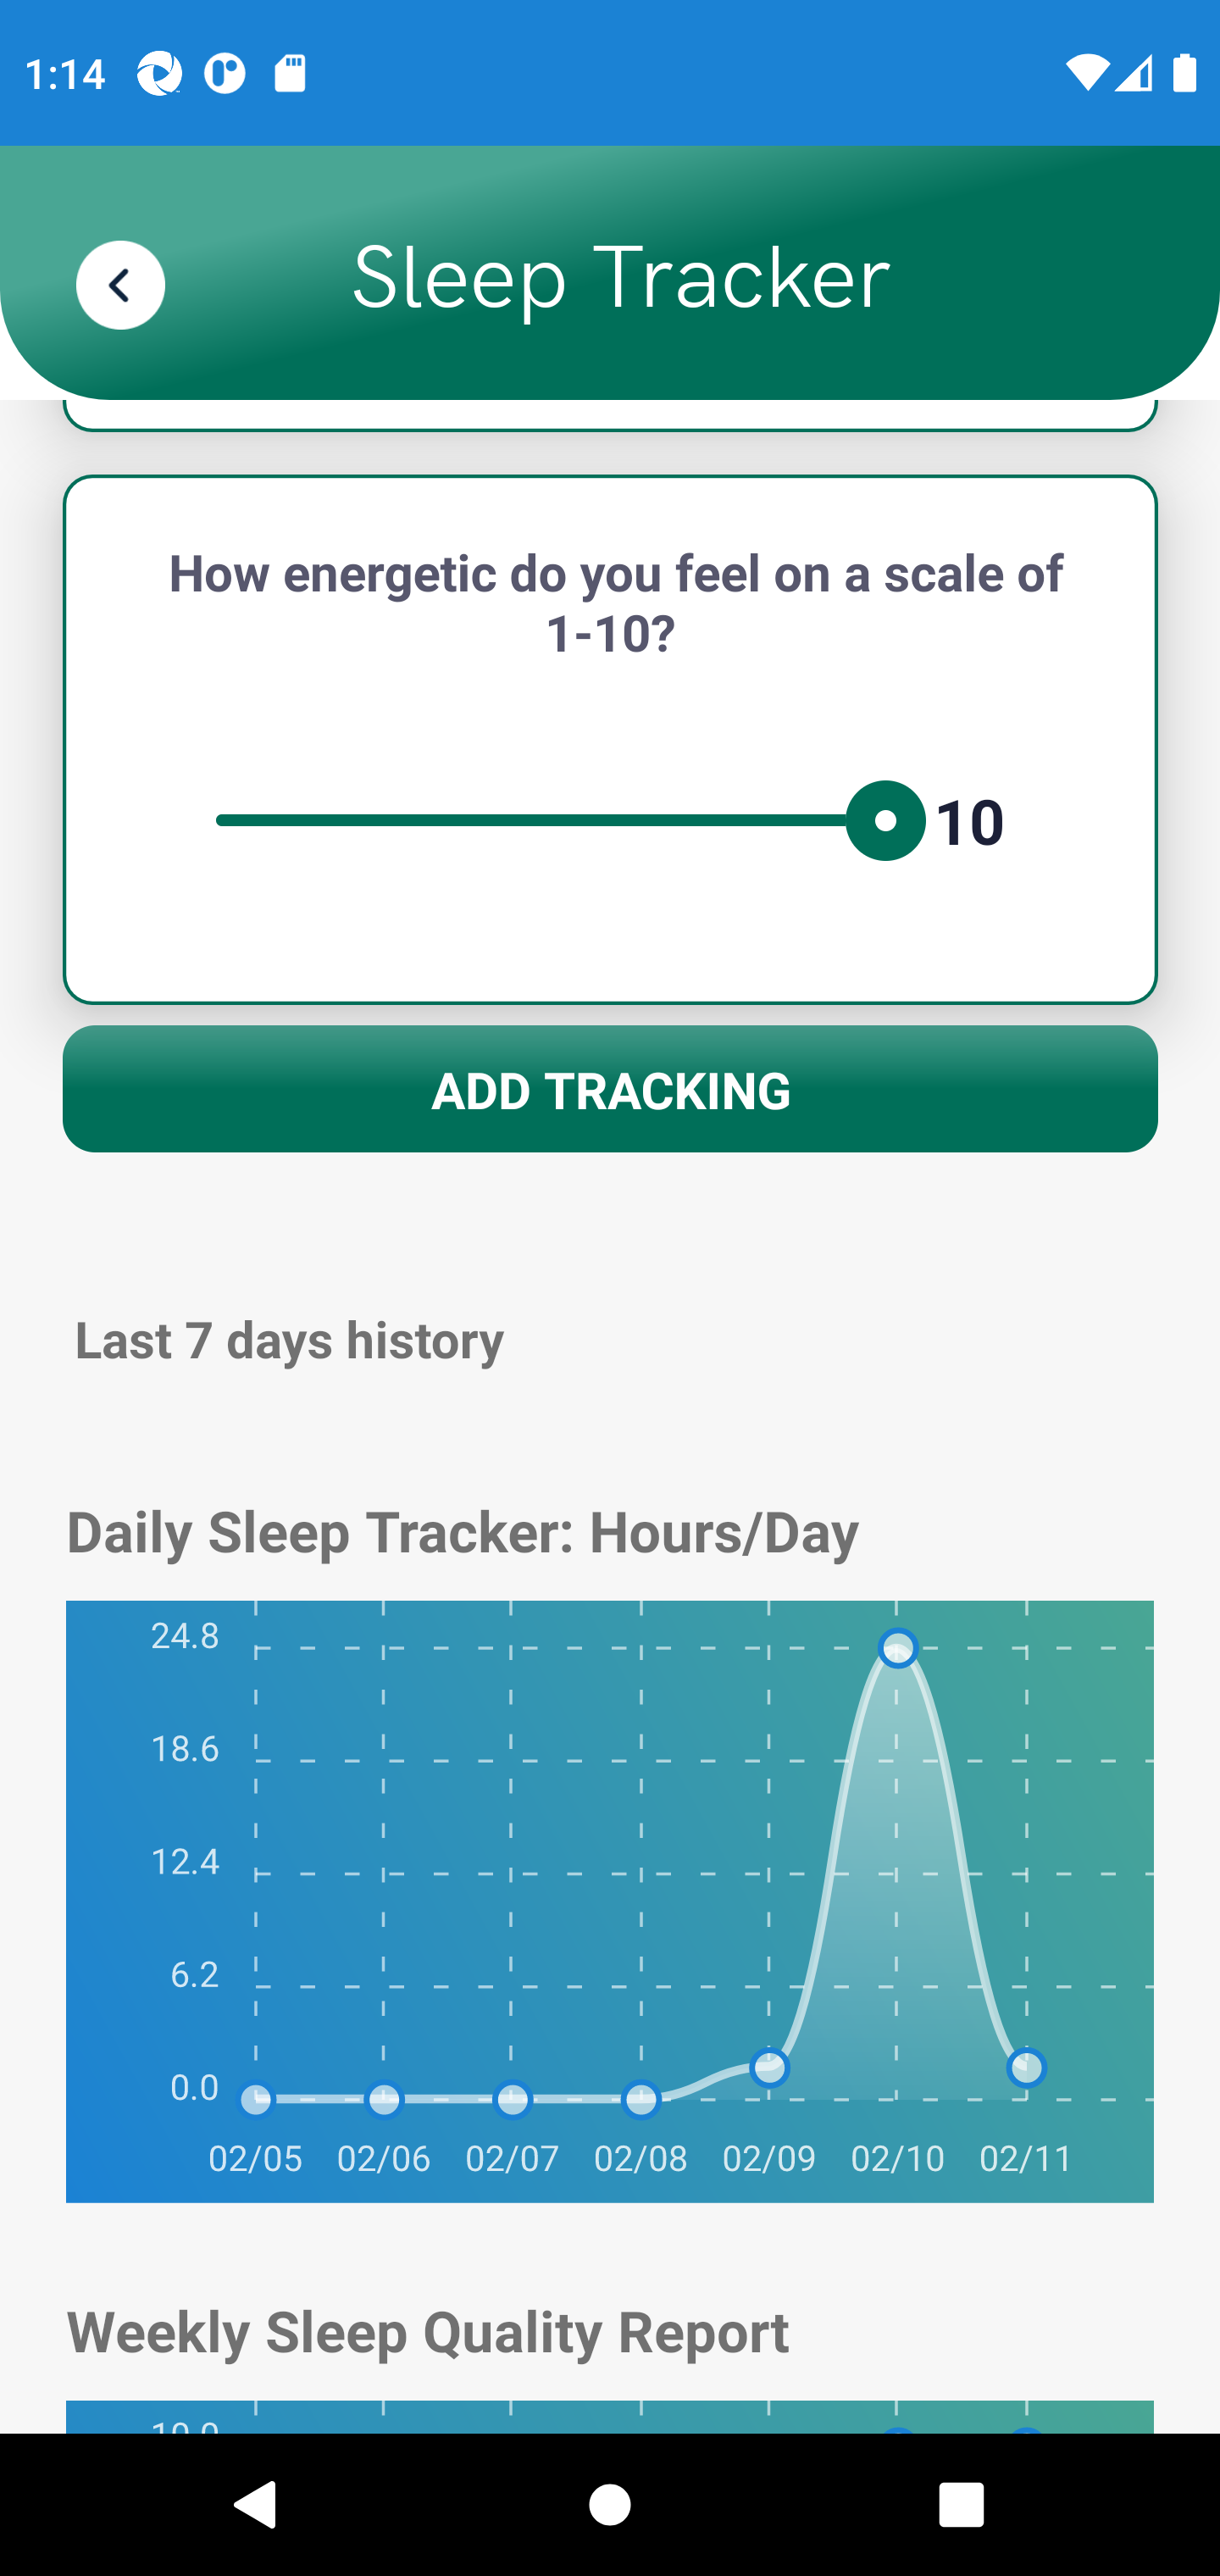 1:14
Sleep Tracker
How energetic do you feel on a scale of
1-10?
10
ADD TRACKING
Last 7 days history
Daily Sleep Tracker: Hours/Day
24.8
18.6
12.4
6.2
0.0
02/05 02/06 02/07 02/08 02/09 02/10 02/11
Weekly Sleep Quality Report
10.0